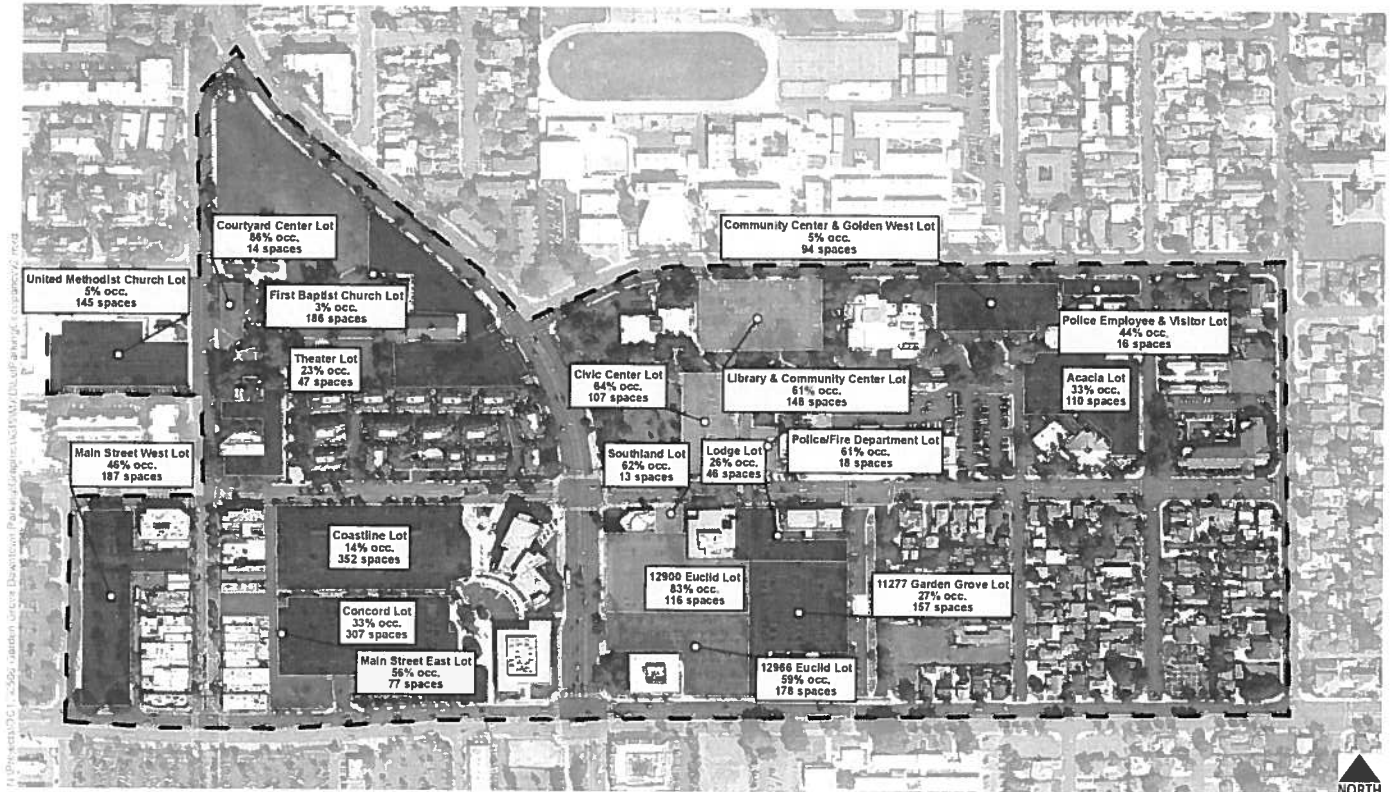 Courtyard Center Lot
86% occ.
14 spaces
Community Center & Golden West Lot
5% occ.
94 spaces
United Methodist Church Lot
5% occ.
145 spaces
First Baptist Church Lot
3% occ.
186 spaces
Police Employee & Visitor Lot
44% occ.
16 spaces
Theater Lot
23% occ.
47 spaces
Civic Center Lot
64% occ.
107 spaces
Library & Community Center Lot
61% occ.
148 spaces
Acacia Lot
33% occ.
110 spaces
Main Street West Lot
46% occ.
187 spaces
Southland Lot
62% occ.
13 spaces
Lodge Lot
26% occ.
46 spaces
Police/Fire Department Lot
61% occ.
18 spaces
Coastline Lot
14% occ.
352 spaces
12900 Euclid Lot
83% occ.
116 spaces
11277 Garden Grove Lot
27% occ.
157 spaces
Concord Lot
33% occ.
307 spaces
Main Street East Lot
56% occ.
77 spaces
12966 Euclid Lot
59% occ.
178 spaces
NORTH